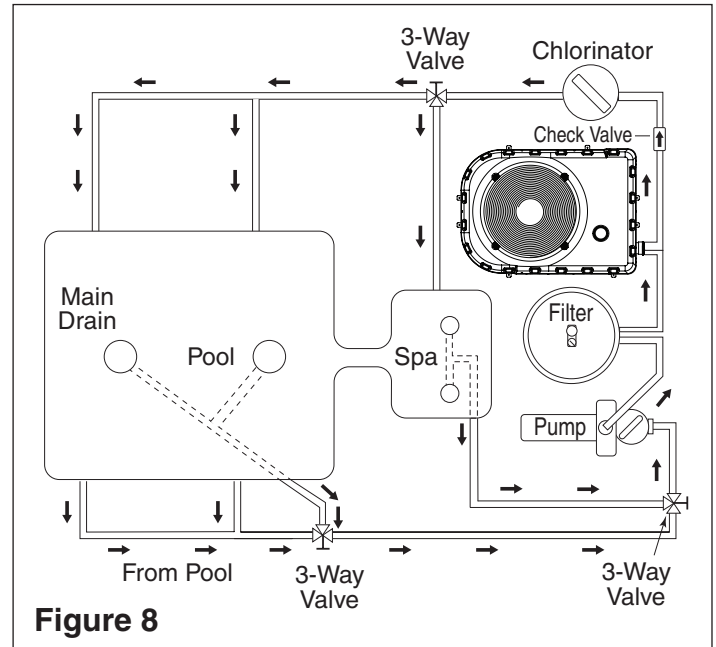 3-Way
Valve
Chlorinator
Check Valve
Main
Drain
Pool
Spa
Filter
Pump
From Pool
3-Way
Valve
3-Way
Valve
Figure 8